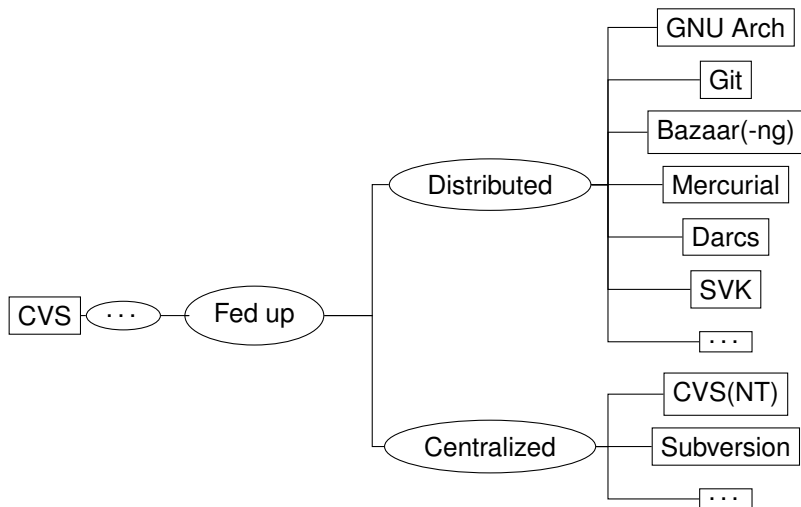 GNU Arch
Git
Bazaar(-ng)
Distributed
Mercurial
Darcs
SVK
CVS
···
Fed up
···
CVS(NT)
Centralized
Subversion
···